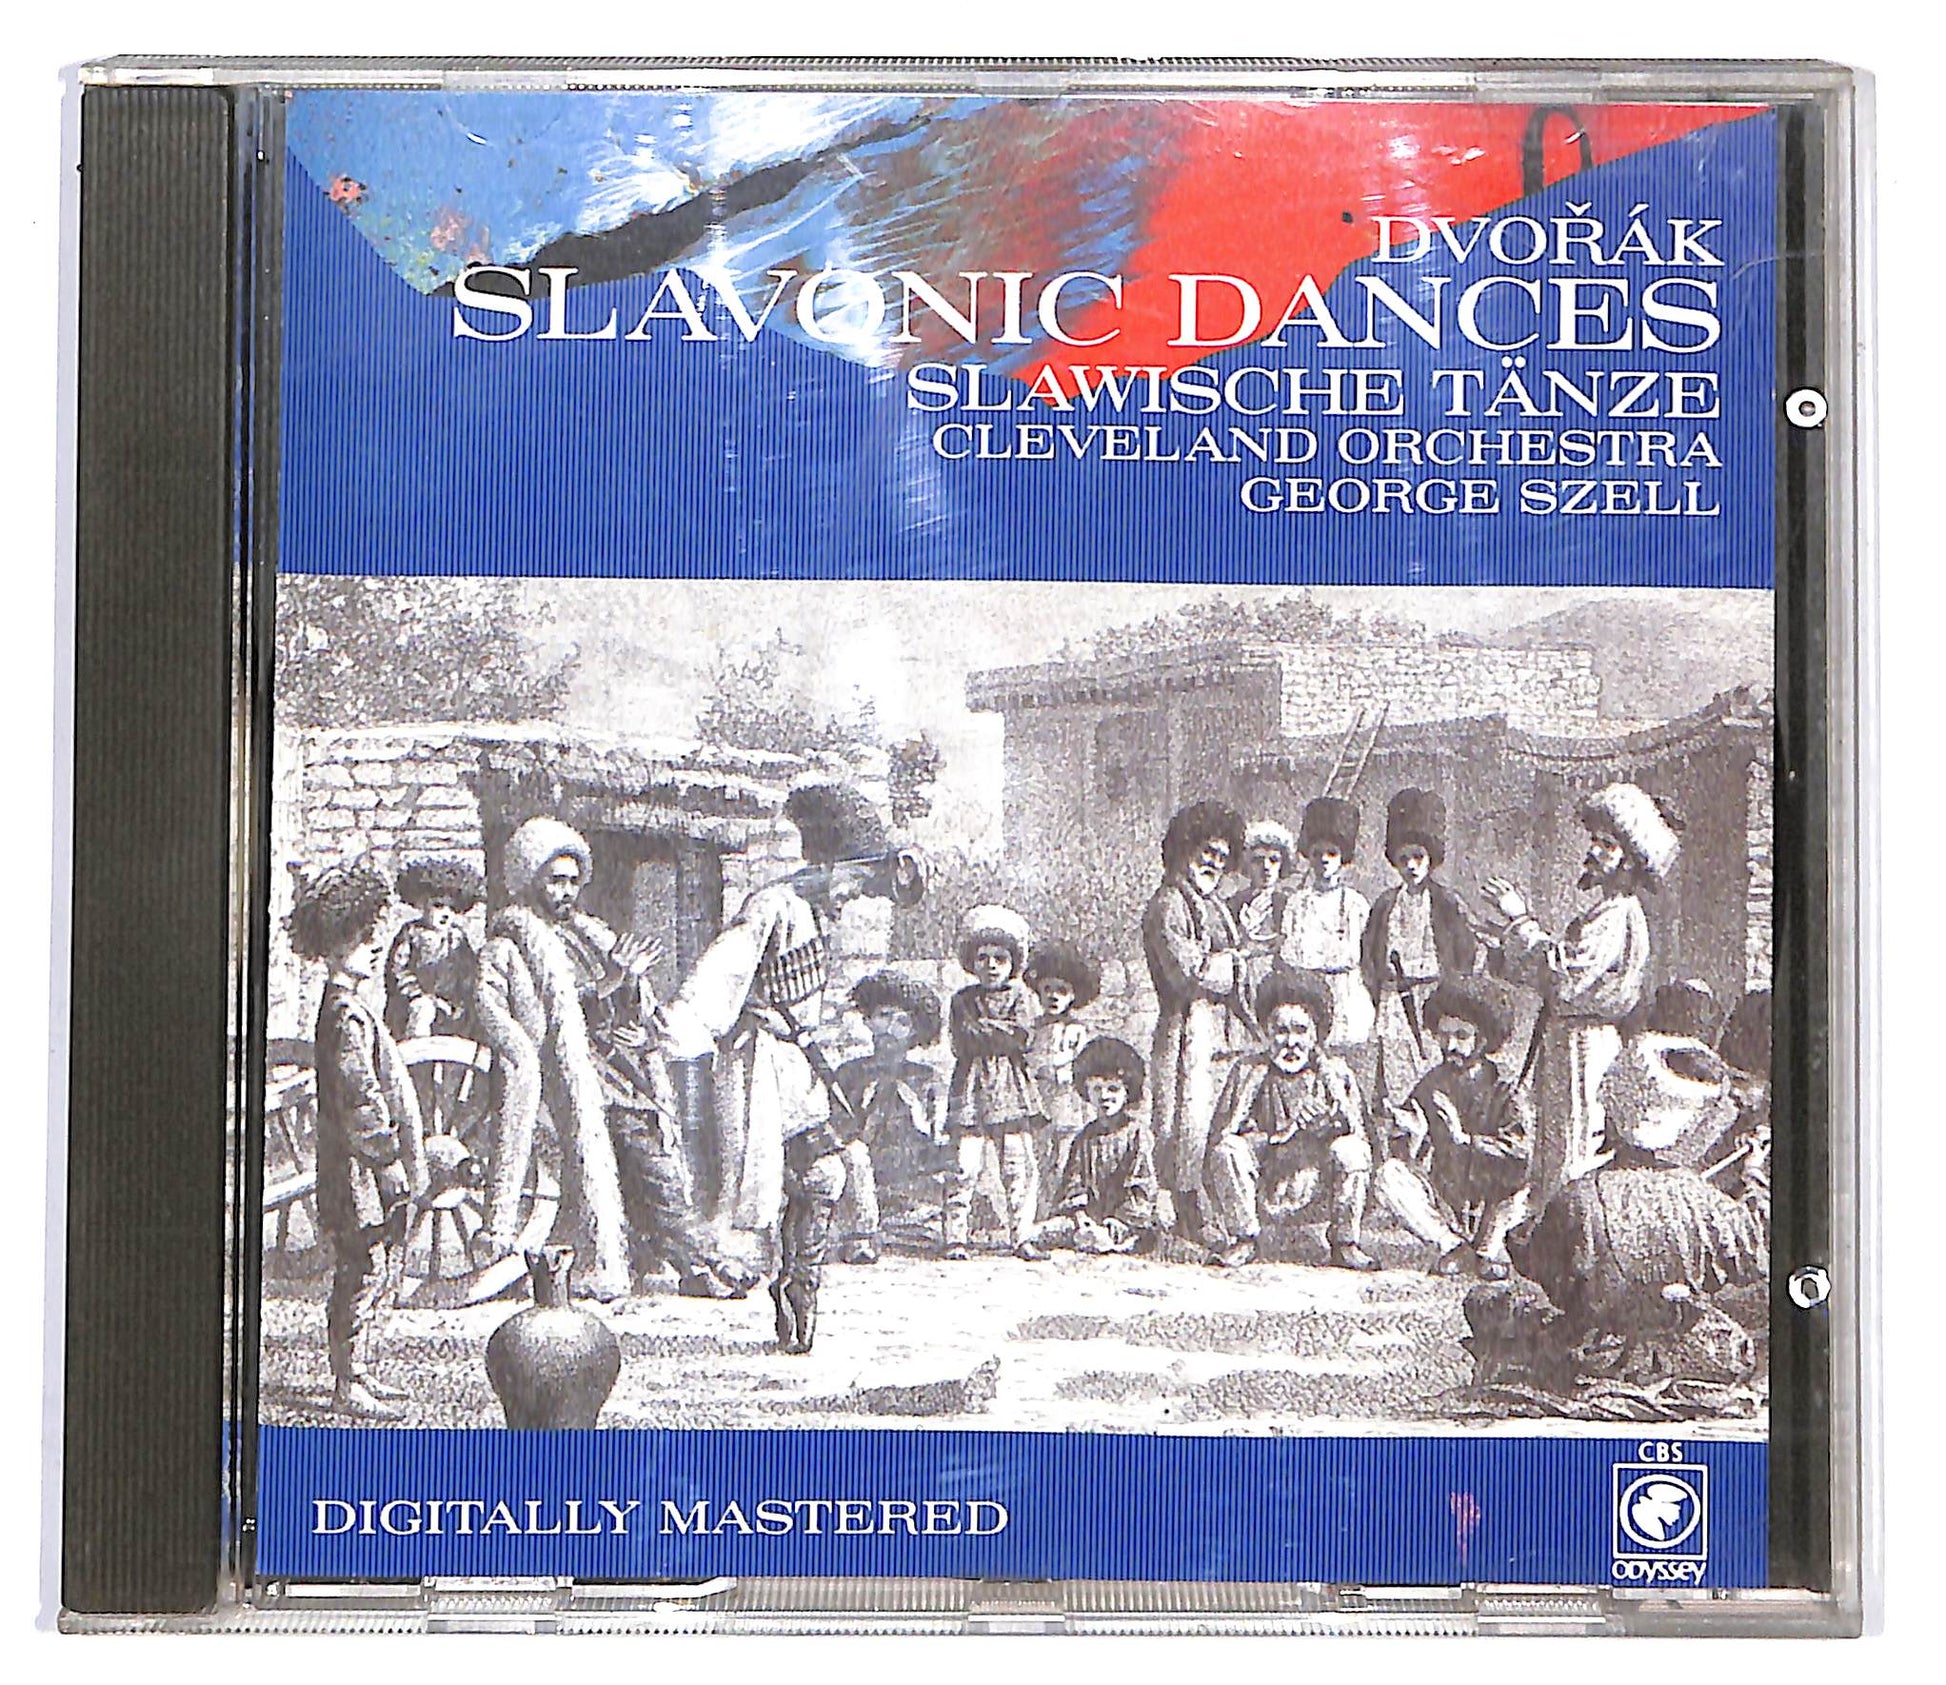 DVOŘÁK
SLAVONIC DANCES
SLAWISCHE TÄNZE
CLEVELAND ORCHESTRA
GEORGE SZELL
DIGITALLY MASTERED
CBS
ODYSSEY